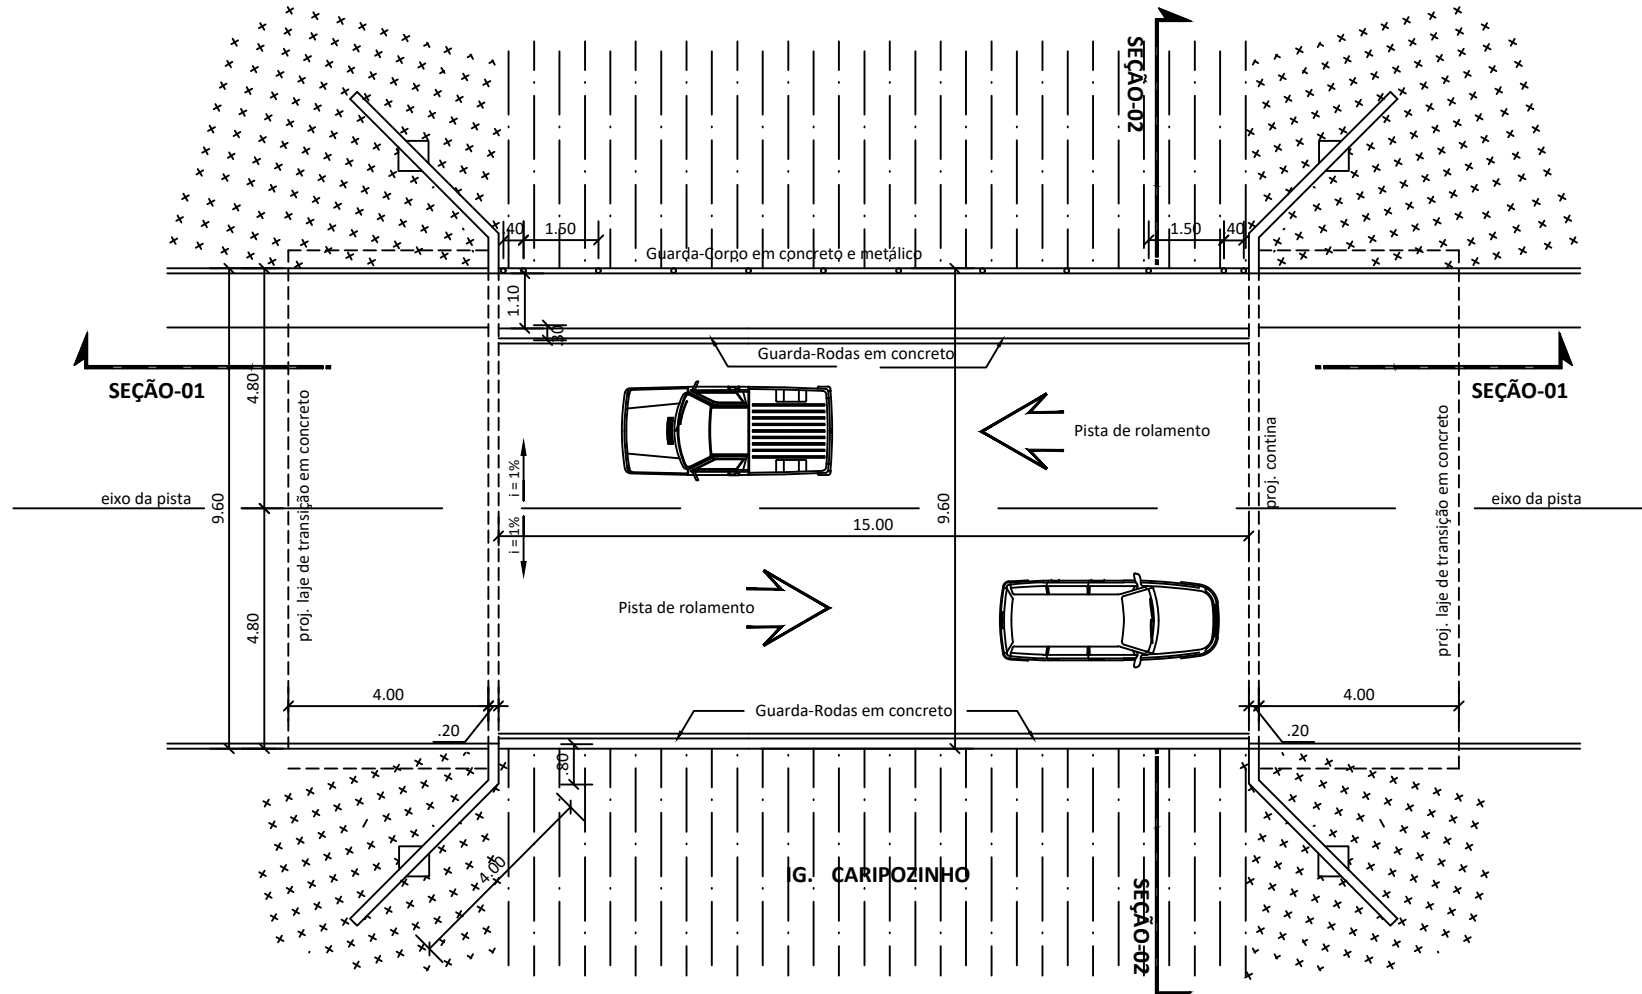 SEÇÃO-02
.40
1.50
1.50
.40
Guarda-Corpo em concreto e metálico
1.10
.30
Guarda-Rodas em concreto
SEÇÃO-01
4.80
SEÇÃO-01
proj. laje de transição em concreto
Pista de rolamento
proj. contina
proj. laje de transição em concreto
i = 1%
eixo da pista
9.60
9.60
eixo da pista
15.00
i = 1%
Pista de rolamento
4.80
4.00
4.00
Guarda-Rodas em concreto
.20
.20
.80
4.00
IG. CARIPOZINHO
SEÇÃO-02